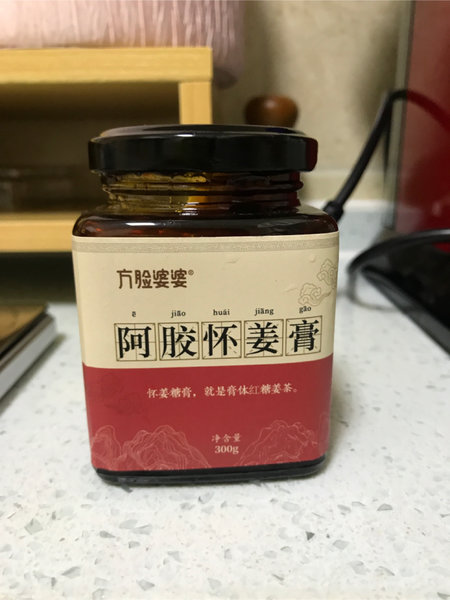 方脸婆婆®
ē jiāo huái jiāng gāo
阿胶怀姜膏
怀姜糖膏，就是膏体红糖姜茶。
净含量
300g